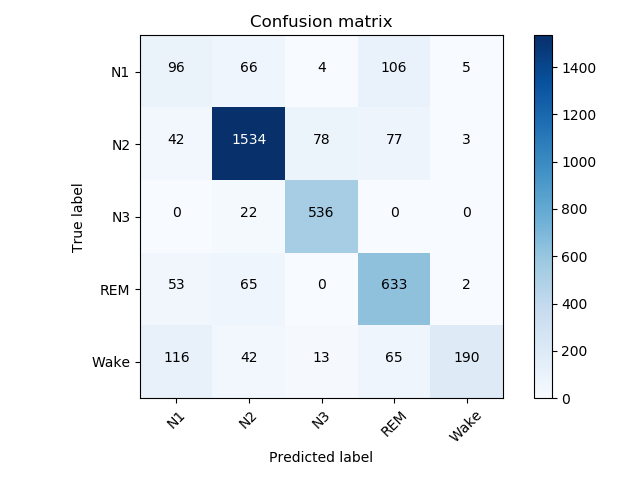 Confusion matrix
N1 96 66 4 106 5
N2 42 1534 78 77 3
N3 0 22 536 0 0
REM 53 65 0 633 2
Wake 116 42 13 65 190
N1 N2 N3 REM Wake
True label
Predicted label
1400
1200
1000
800
600
400
200
0